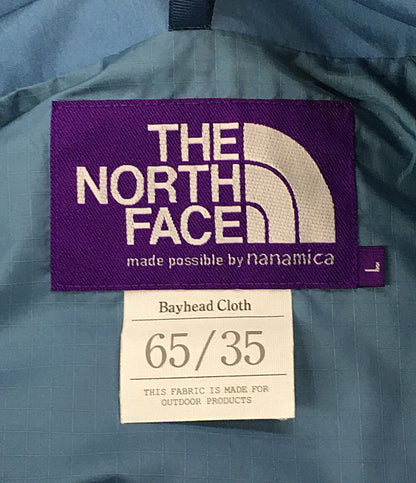 THE
NORTH
FACE
made possible by nanamica
L
Bayhead Cloth
65/35
THIS FABRIC IS MADE FOR
OUTDOOR PRODUCTS